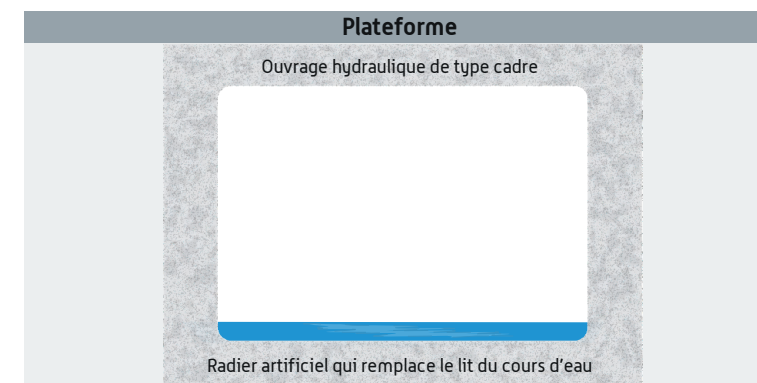 Plateforme
Ouvrage hydraulique de type cadre
Radier artificiel qui remplace le lit du cours d'eau